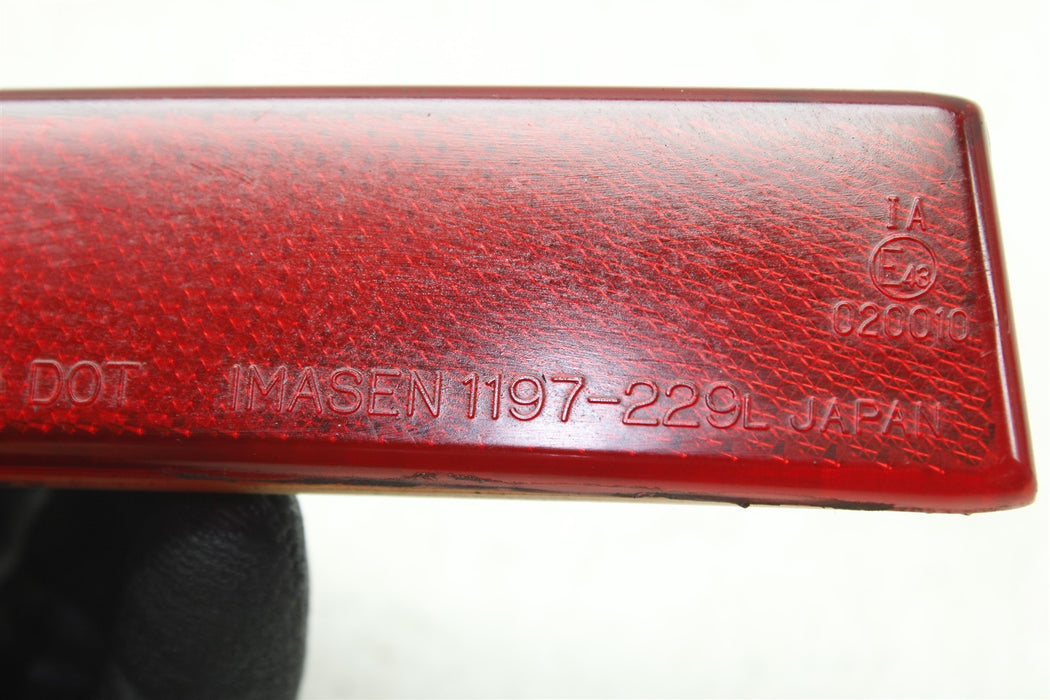 IA
E43
020010
DOT IMASEN 1197-229L JAPAN